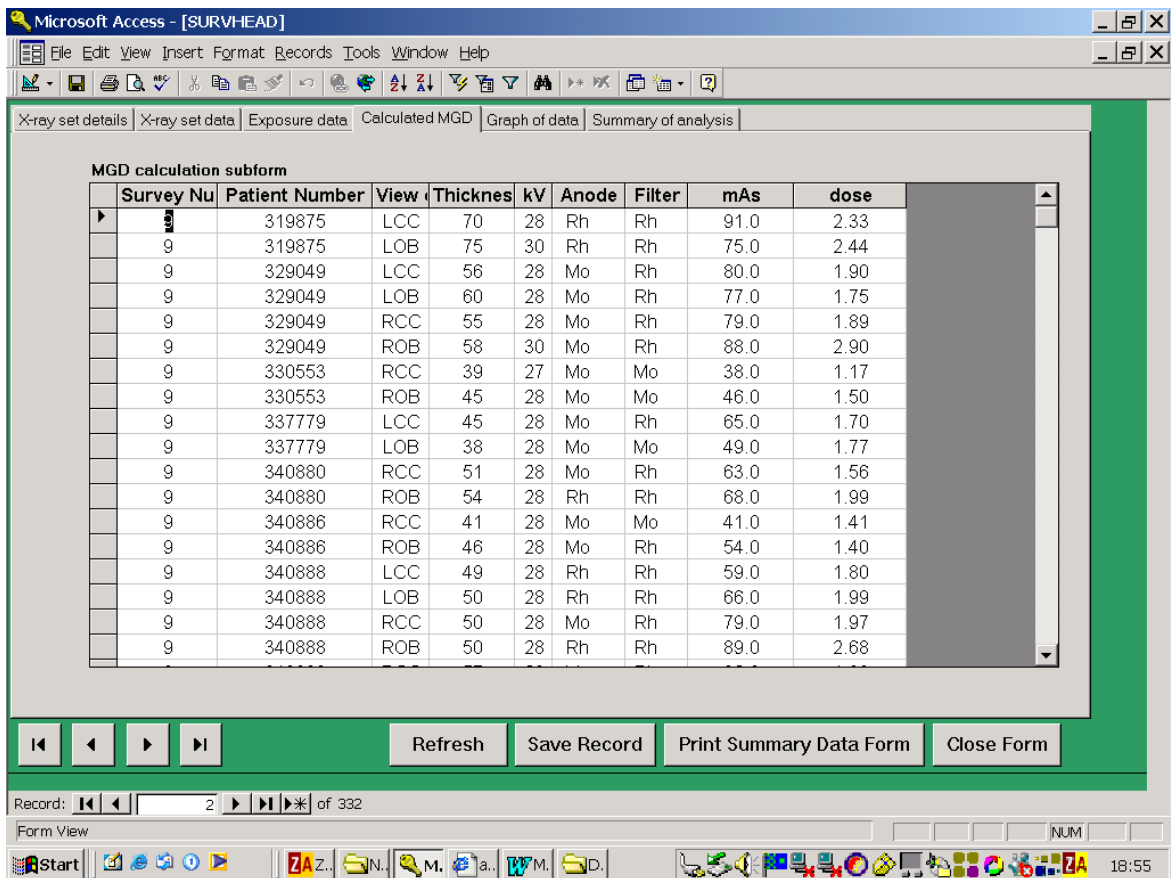 Microsoft Access - [SURVHEAD]
File Edit View Insert Format Records Tools Window Help
X-ray set details X-ray set data Exposure data Calculated MGD Graph of data Summary of analysis
MGD calculation subform
Survey Nu Patient Number View Thicknes kV Anode Filter mAs dose
9 319875 LCC 70 28 Rh Rh 91.0 2.33
9 319875 LOB 75 30 Rh Rh 75.0 2.44
9 329049 LCC 56 28 Mo Rh 80.0 1.90
9 329049 LOB 60 28 Mo Rh 77.0 1.75
9 329049 RCC 55 28 Mo Rh 79.0 1.89
9 329049 ROB 58 30 Mo Rh 88.0 2.90
9 330553 RCC 39 27 Mo Mo 38.0 1.17
9 330553 ROB 45 28 Mo Mo 46.0 1.50
9 337779 LCC 45 28 Mo Rh 65.0 1.70
9 337779 LOB 38 28 Mo Mo 49.0 1.77
9 340880 RCC 51 28 Mo Rh 63.0 1.56
9 340880 ROB 54 28 Rh Rh 68.0 1.99
9 340886 RCC 41 28 Mo Mo 41.0 1.41
9 340886 ROB 46 28 Mo Rh 54.0 1.40
9 340888 LCC 49 28 Rh Rh 59.0 1.80
9 340888 LOB 50 28 Rh Rh 66.0 1.99
9 340888 RCC 50 28 Mo Rh 79.0 1.97
9 340888 ROB 50 28 Rh Rh 89.0 2.68
Refresh Save Record Print Summary Data Form Close Form
Record: 2 of 332
Form View NUM
Start ZA Z.. N.. M. a.. M. D. ZA 18:55